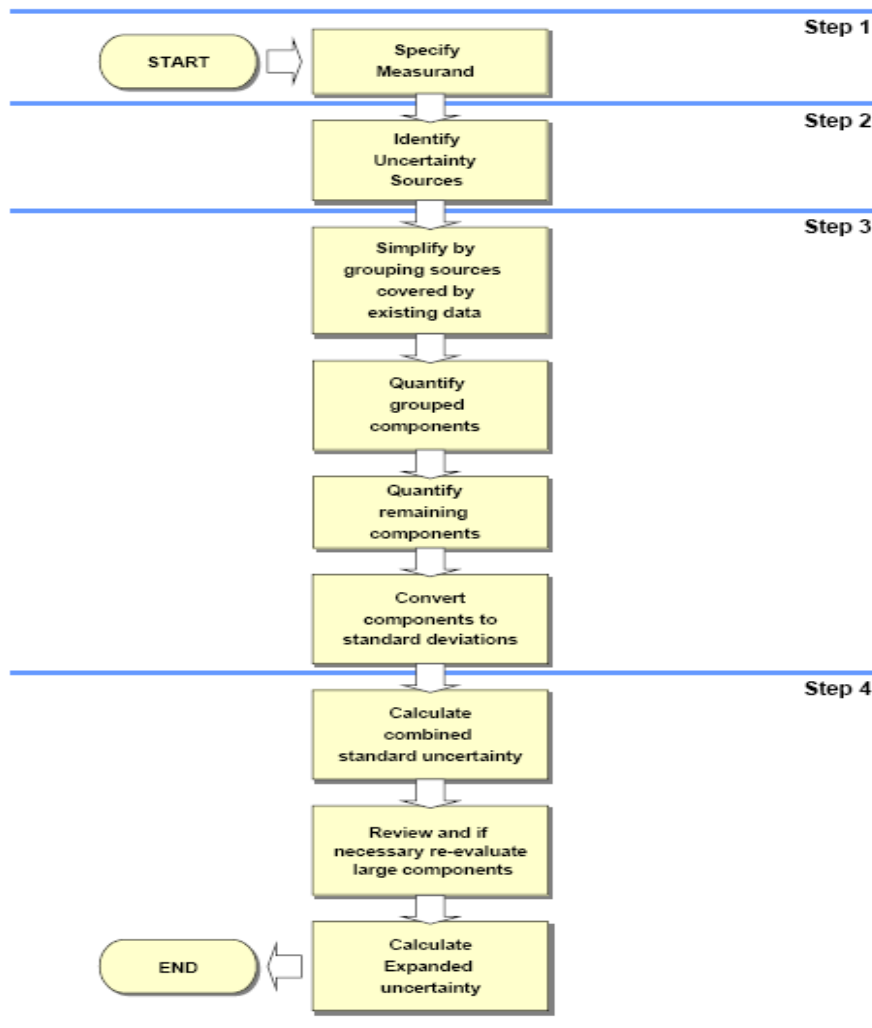 Step 1
START
Specify
Measurand
Step 2
Identify
Uncertainty
Sources
Step 3
Simplify by
grouping sources
covered by
existing data
Quantify
grouped
components
Quantify
remaining
components
Convert
components to
standard deviations
Step 4
Calculate
combined
standard uncertainty
Review and if
necessary re-evaluate
large components
Calculate
Expanded
uncertainty
END